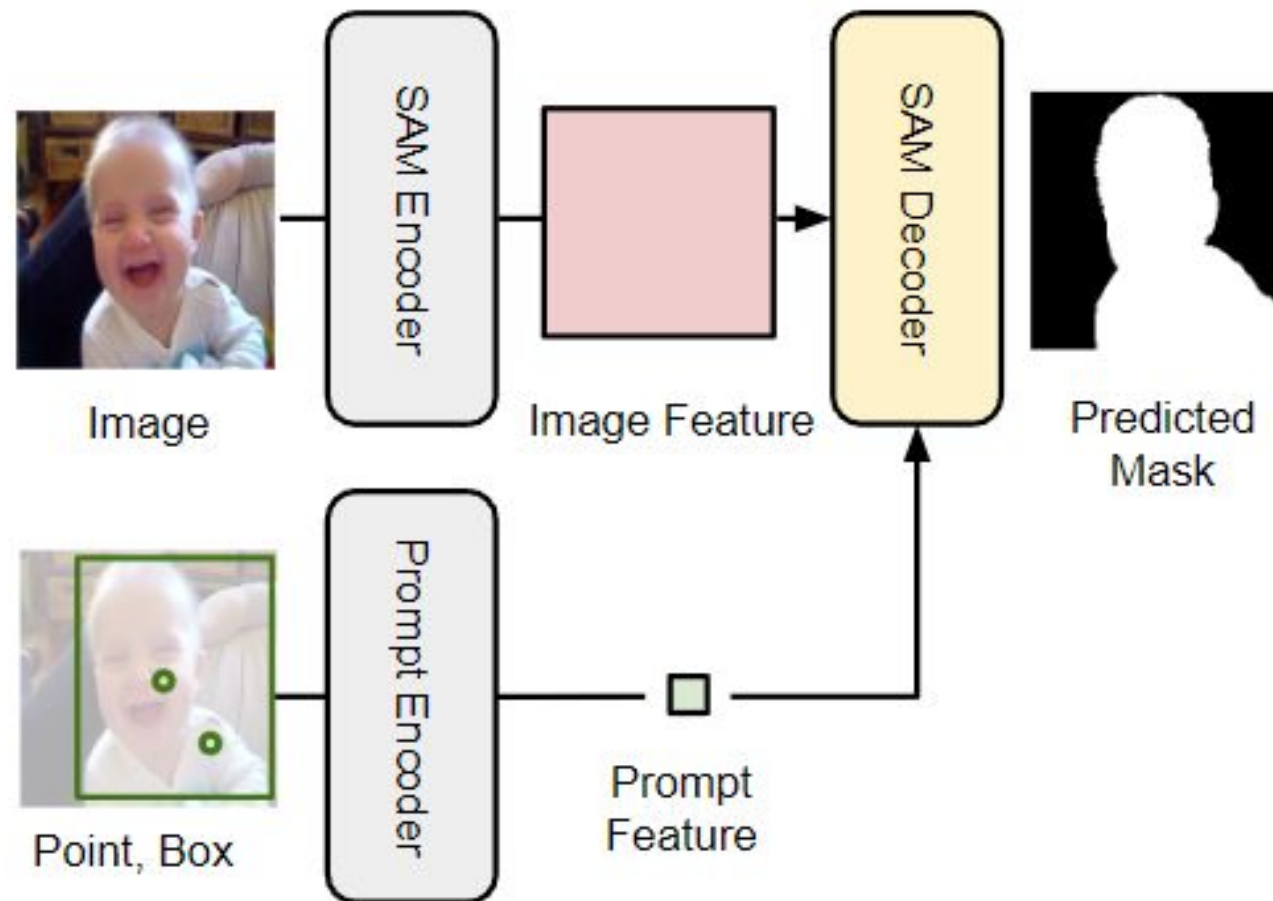 SAM Encoder
SAM Decoder
Image
Image Feature
Predicted
Mask
Prompt Encoder
Prompt
Feature
Point, Box